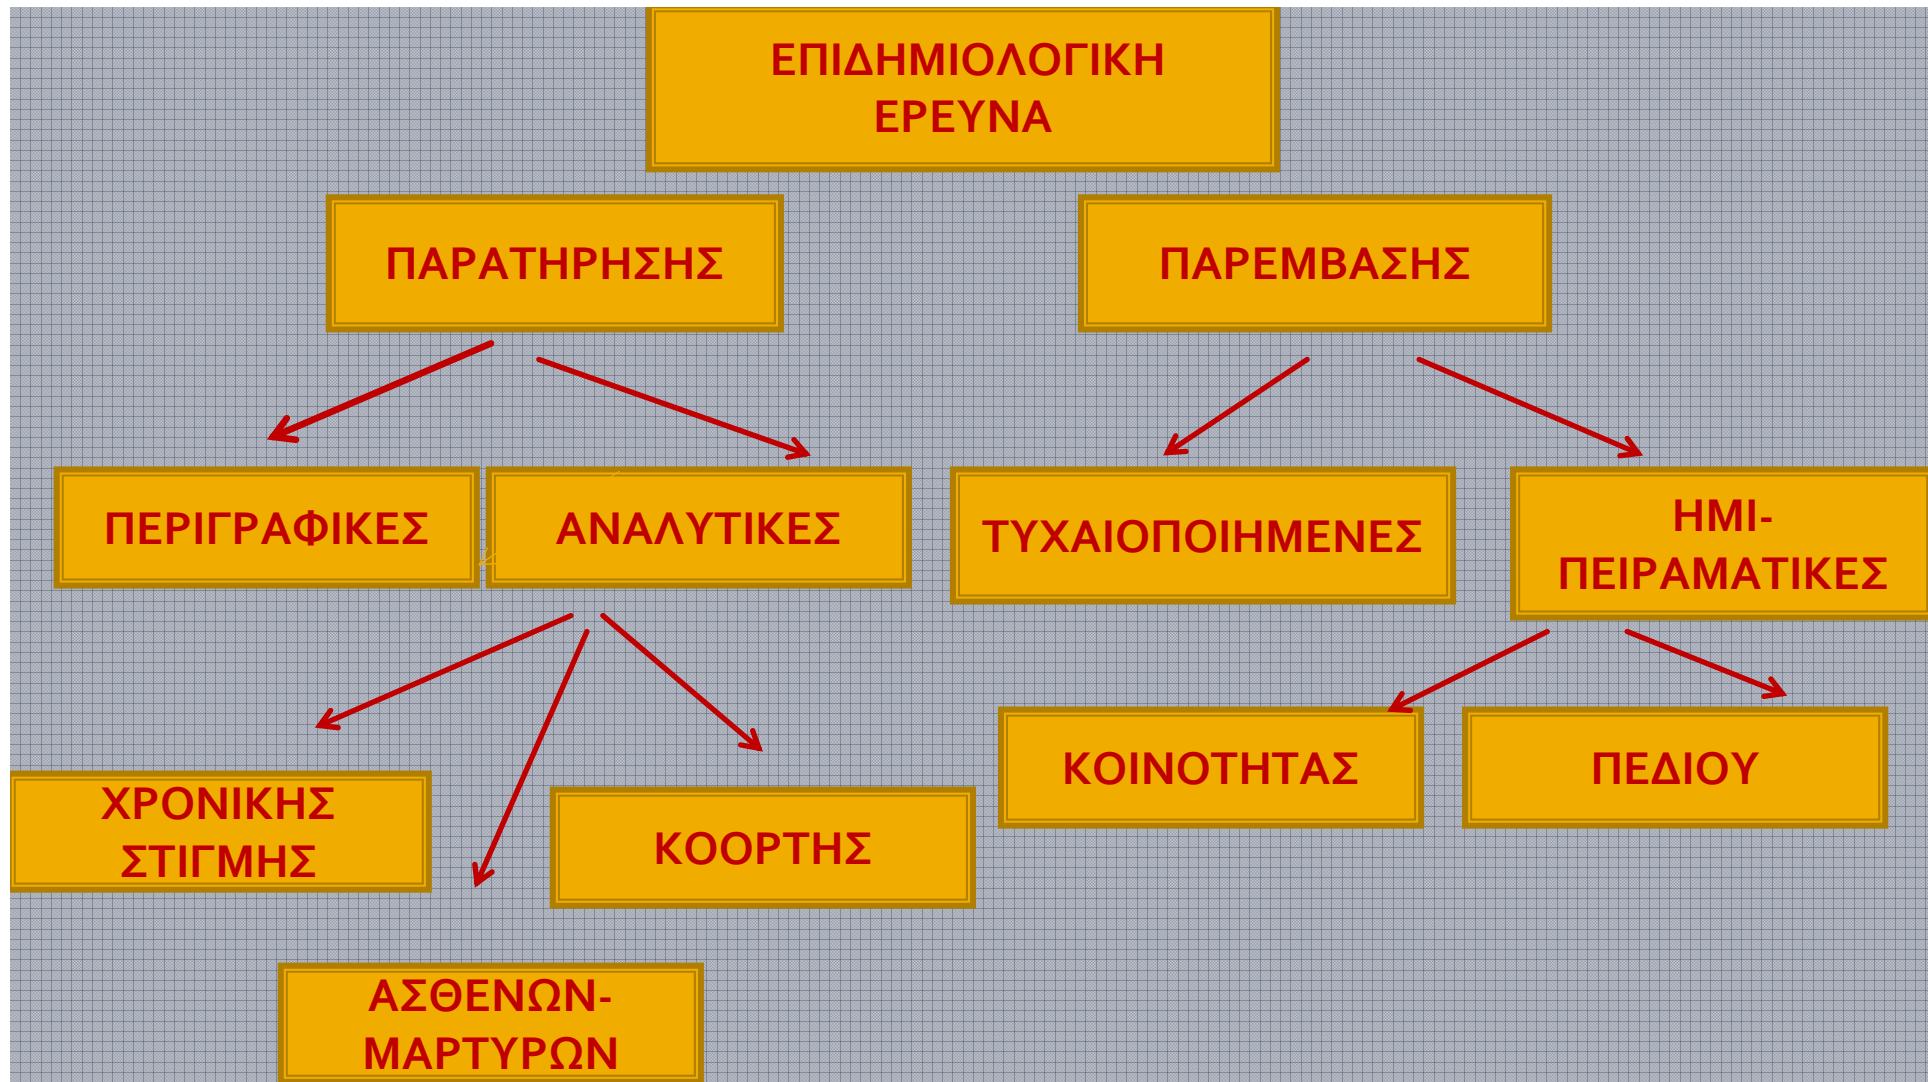 ΕΠΙΔΗΜΙΟΛΟΓΙΚΗ
ΕΡΕΥΝΑ
ΠΑΡΑΤΗΡΗΣΗΣ
ΠΑΡΕΜΒΑΣΗΣ
ΠΕΡΙΓΡΑΦΙΚΕΣ
ΑΝΑΛΥΤΙΚΕΣ
ΤΥΧΑΙΟΠΟΙΗΜΕΝΕΣ
ΗΜΙ-
ΠΕΙΡΑΜΑΤΙΚΕΣ
ΧΡΟΝΙΚΗΣ
ΣΤΙΓΜΗΣ
ΚΟΟΡΤΗΣ
ΚΟΙΝΟΤΗΤΑΣ
ΠΕΔΙΟΥ
ΑΣΘΕΝΩΝ-
ΜΑΡΤΥΡΩΝ